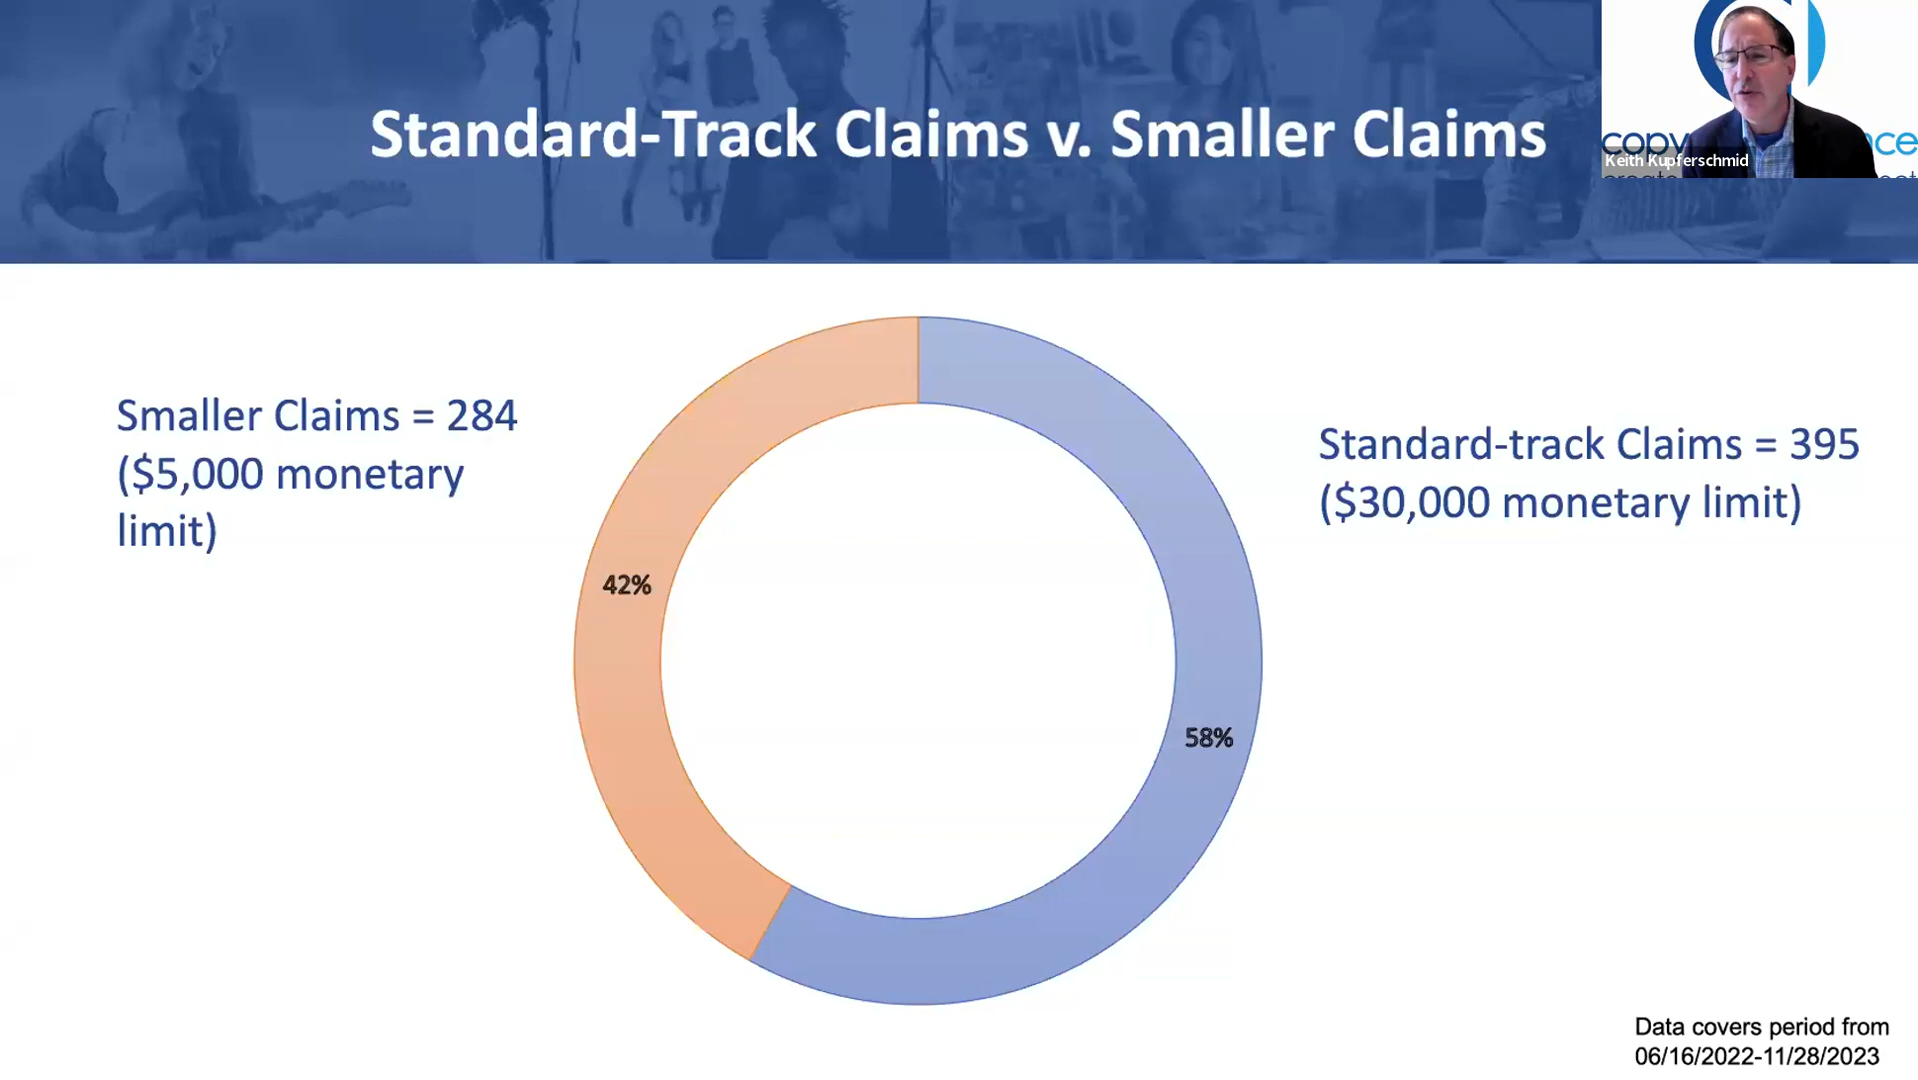 Standard-Track Claims v. Smaller Claims
Keith Kupferschmid
Smaller Claims = 284
($5,000 monetary
limit)
Standard-track Claims = 395
($30,000 monetary limit)
42%
58%
Data covers period from
06/16/2022-11/28/2023